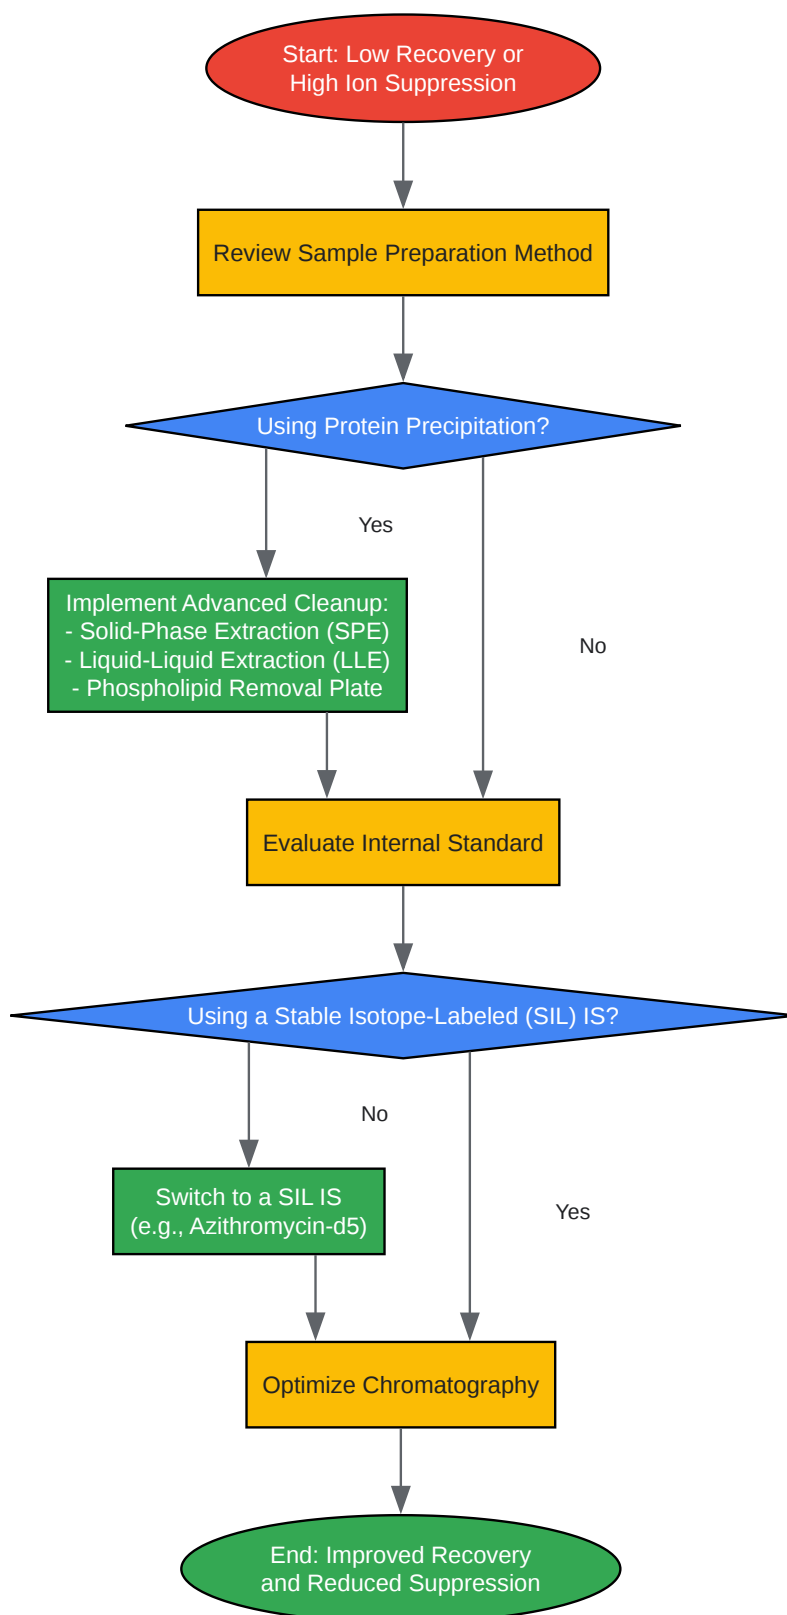 Start: Low Recovery or
High Ion Suppression
Review Sample Preparation Method
Using Protein Precipitation?
Yes
Implement Advanced Cleanup:
- Solid-Phase Extraction (SPE)
- Liquid-Liquid Extraction (LLE)
- Phospholipid Removal Plate
No
Evaluate Internal Standard
Using a Stable Isotope-Labeled (SIL) IS?
No
Switch to a SIL IS
(e.g., Azithromycin-d5)
Yes
Optimize Chromatography
End: Improved Recovery
and Reduced Suppression